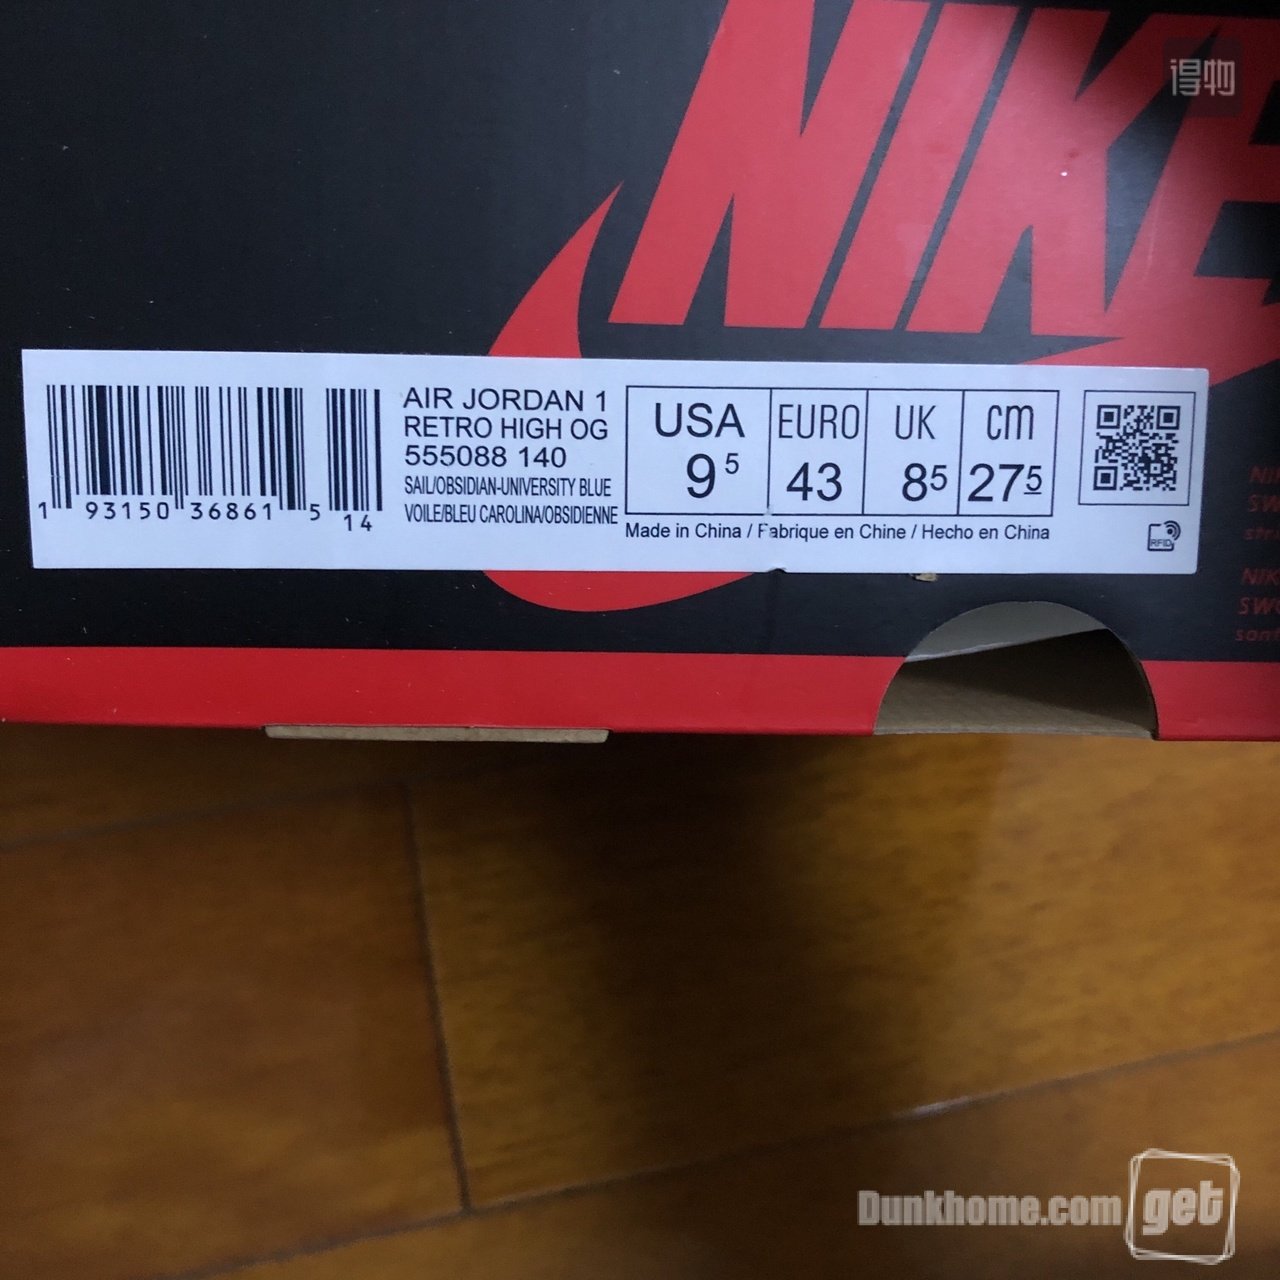 NIKE
得物
AIR JORDAN 1
RETRO HIGH OG
555088 140
SAIL/OBSIDIAN-UNIVERSITY BLUE
VOILE/BLEU CAROLINA/OBSIDIENNE
1 93150 36861 5 14
USA EURO UK cm
9 5 43 8 5 27 5
Made in China / Fabrique en Chine / Hecho en China
RFID
Dunkhome.com get